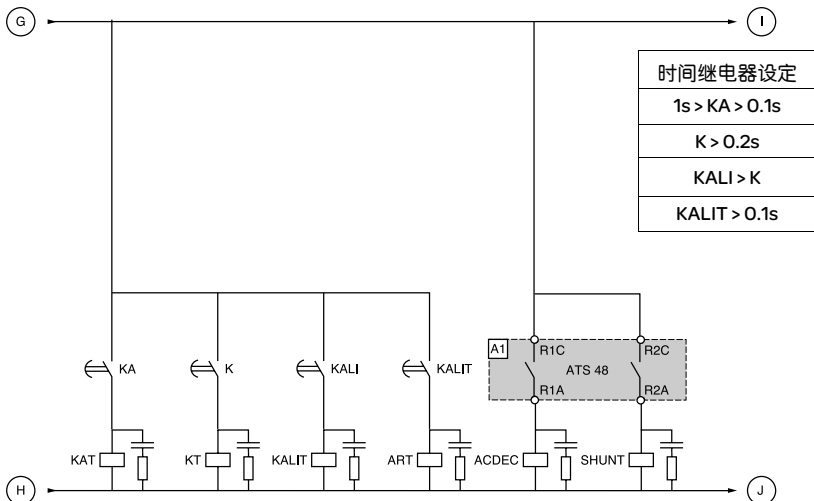 G
I
时间继电器设定
1s > KA > 0.1s
K > 0.2s
KALI > K
KALIT > 0.1s
A1
R1C
R2C
KA
K
KALI
KALIT
ATS 48
R1A
R2A
KAT
KT
KALIT
ART
ACDEC
SHUNT
H
J